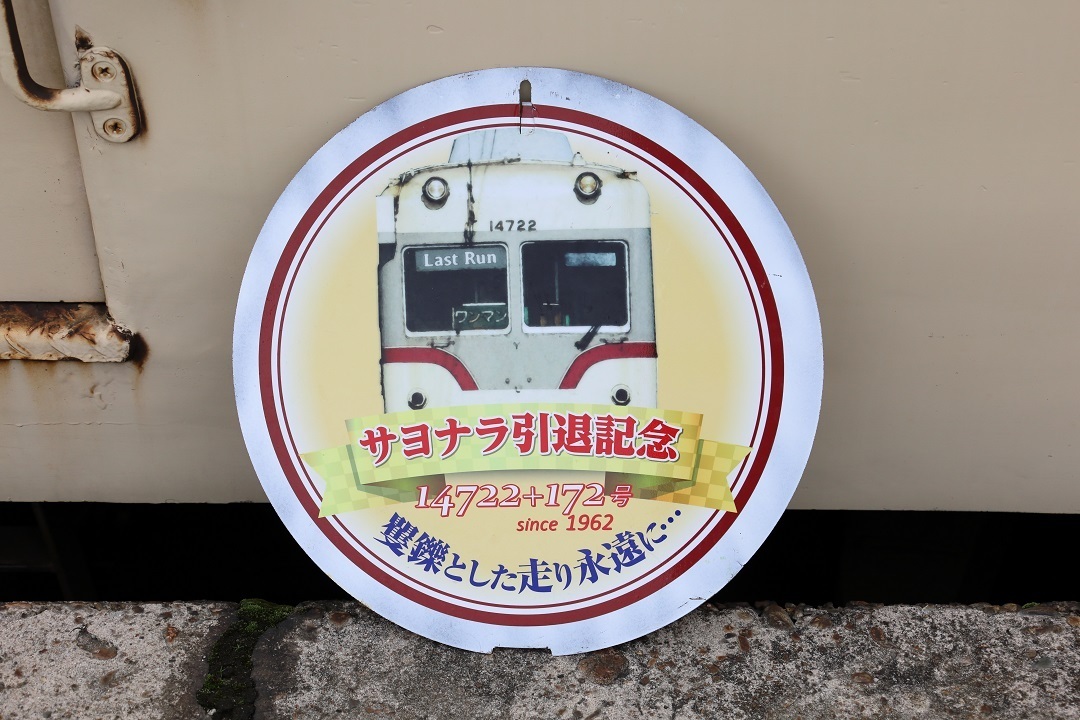 14722
Last Run
ワンマン
サヨナラ引退記念
14722+172号
since 1962
矍鑠とした走り永遠に…